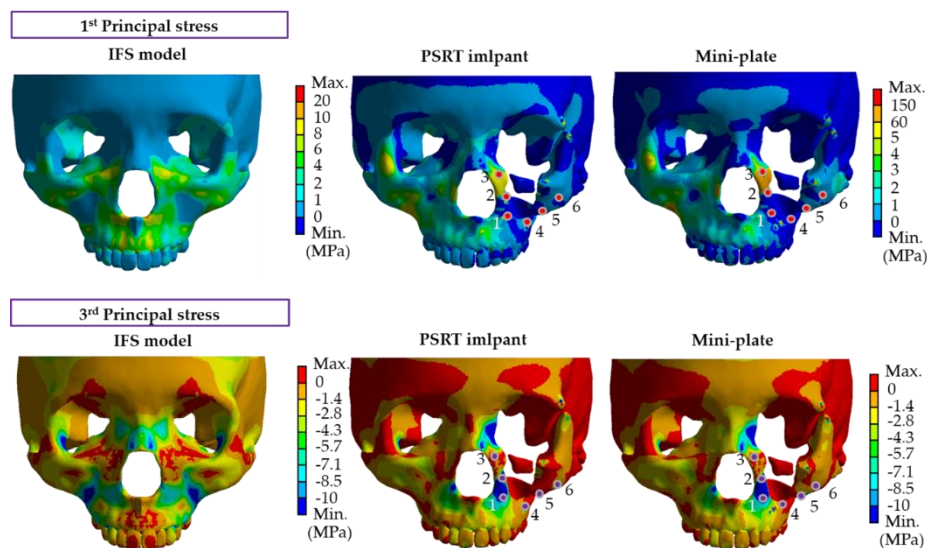 1st Principal stress
IFS model
PSRT imlpant
Mini-plate
Max.
20
10
8
6
4
2
1
0
Min.
(MPa)
3
2
1
4
5
6
Max.
150
60
6
4
2
1
0
Min.
(MPa)
3
2
1
4
5
6
3rd Principal stress
IFS model
PSRT imlpant
Mini-plate
Max.
0
-1.4
-2.8
-4.3
-5.7
-7.1
-8.5
-10
Min.
(MPa)
3
2
1
4
5
6
Max.
0
-1.4
-2.8
-4.3
-5.7
-7.1
-8.5
-10
Min.
(MPa)
3
2
1
4
5
6